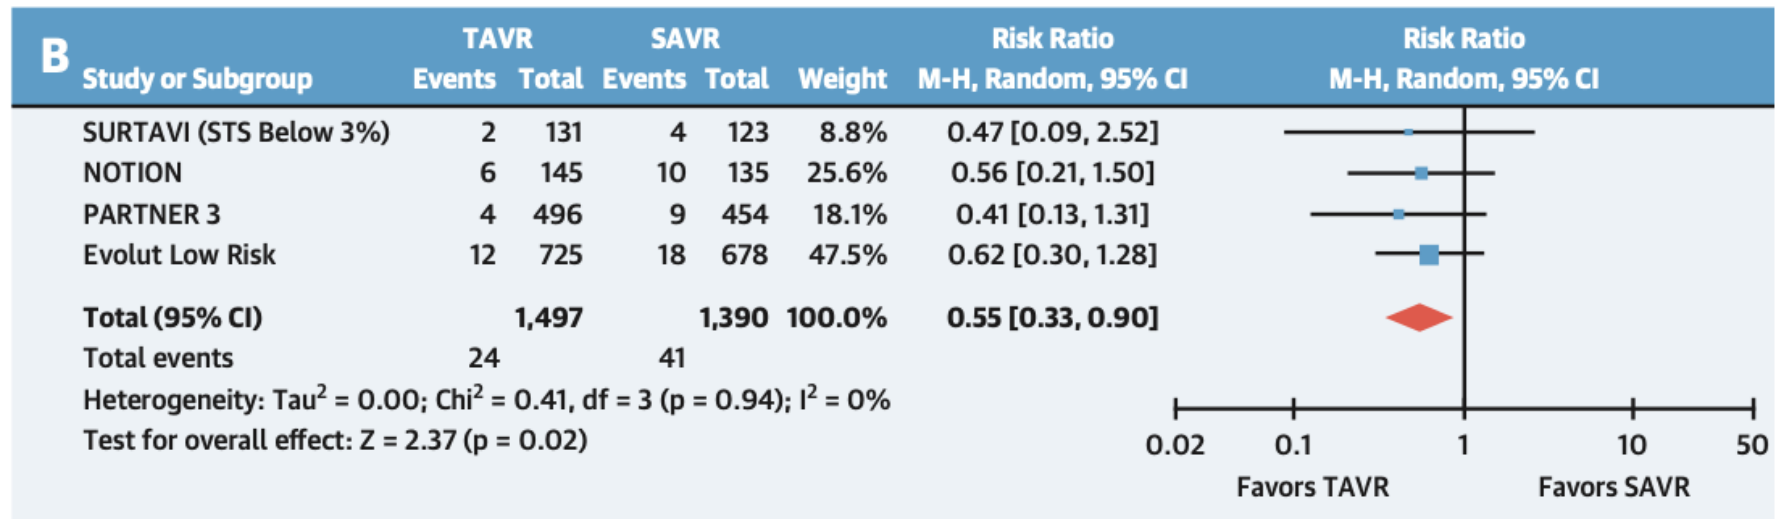 B
TAVR SAVR Risk Ratio Risk Ratio
Study or Subgroup Events Total Events Total Weight M-H, Random, 95% CI M-H, Random, 95% CI
SURTAVI (STS Below 3%) 2 131 4 123 8.8% 0.47 [0.09, 2.52]
NOTION 6 145 10 135 25.6% 0.56 [0.21, 1.50]
PARTNER 3 4 496 9 454 18.1% 0.41 [0.13, 1.31]
Evolut Low Risk 12 725 18 678 47.5% 0.62 [0.30, 1.28]
Total (95% CI) 1,497 1,390 100.0% 0.55 [0.33, 0.90]
Total events 24 41
Heterogeneity: Tau² = 0.00; Chi² = 0.41, df = 3 (p = 0.94); I² = 0%
Test for overall effect: Z = 2.37 (p = 0.02)
0.02 0.1 1 10 50
Favors TAVR Favors SAVR